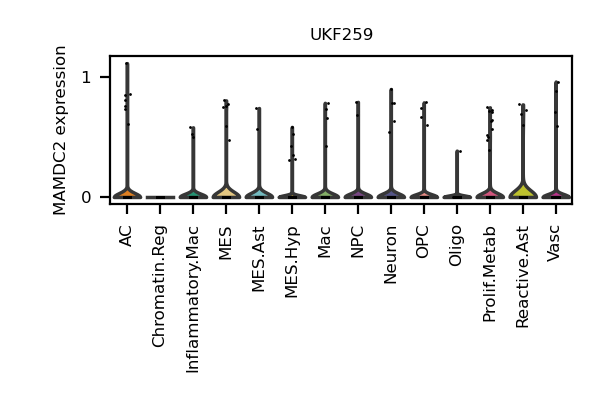 UKF259
MAMDC2 expression
1
0
AC
Chromatin.Reg
Inflammatory.Mac
MES
MES.Ast
MES.Hyp
Mac
NPC
Neuron
OPC
Oligo
Prolif.Metab
Reactive.Ast
Vasc